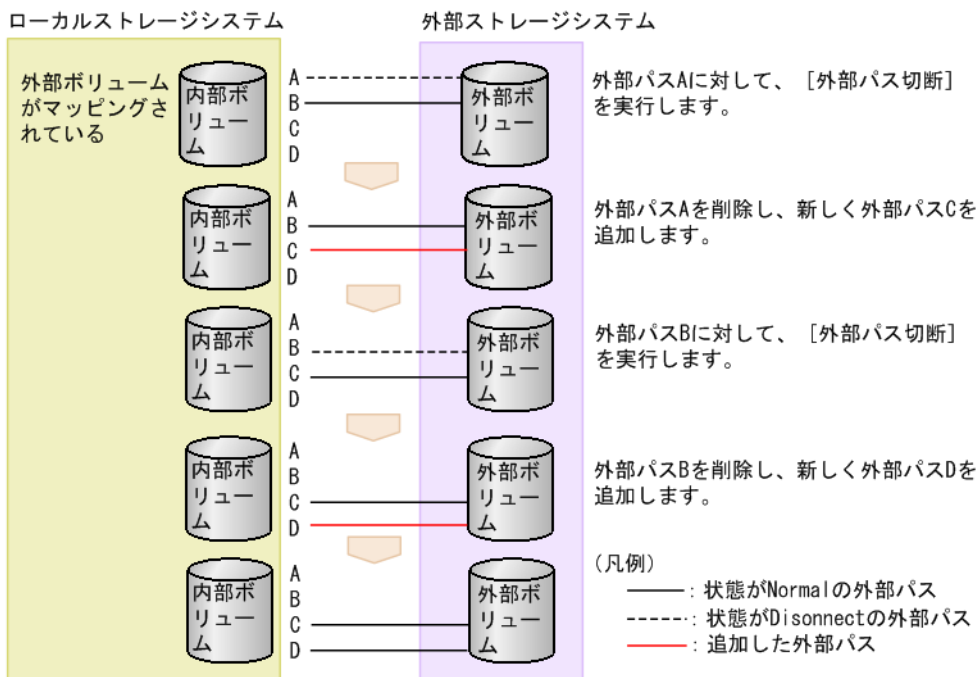 ローカルストレージシステム
外部ストレージシステム
外部ボリューム
がマッピングさ
れている
内部ボ
リュー
ム
A
B
C
D
外部ボ
リュー
ム
外部パスAに対して、［外部パス切断］
を実行します。
内部ボ
リュー
ム
A
B
C
D
外部ボ
リュー
ム
外部パスAを削除し、新しく外部パスCを
追加します。
内部ボ
リュー
ム
A
B
C
D
外部ボ
リュー
ム
外部パスBに対して、［外部パス切断］
を実行します。
内部ボ
リュー
ム
A
B
C
D
外部ボ
リュー
ム
外部パスBを削除し、新しく外部パスDを
追加します。
内部ボ
リュー
ム
A
B
C
D
外部ボ
リュー
ム
(凡例)
：状態がNormalの外部パス
：状態がDisonnectの外部パス
：追加した外部パス